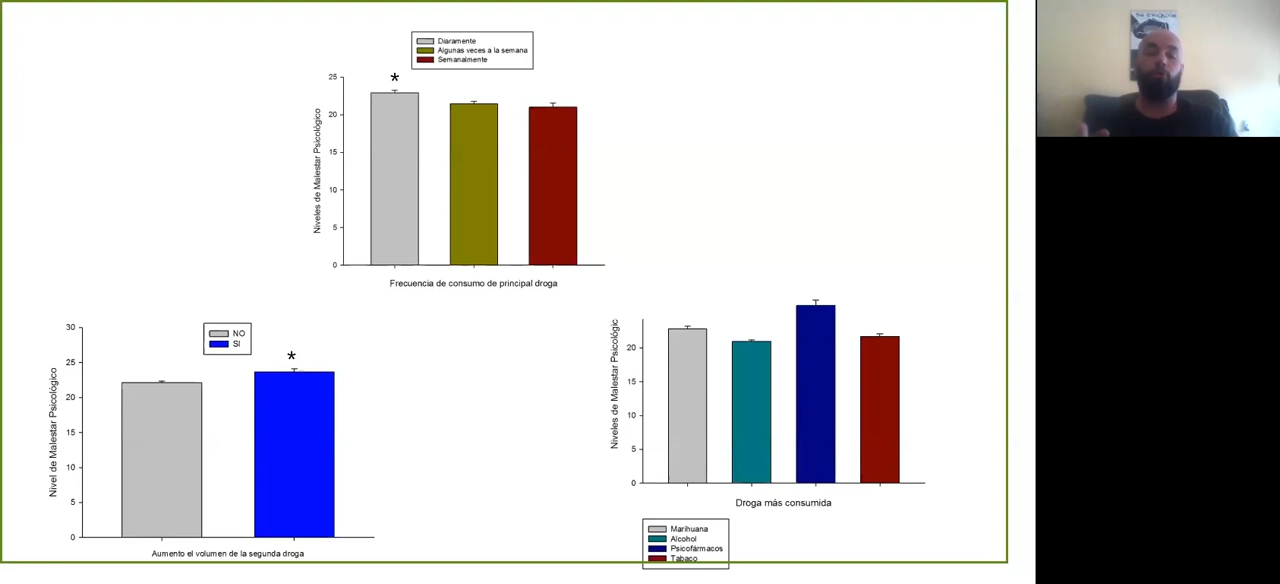 Diaramente
Algunas veces a la semana
Semanalmente
*
25
20
15
10
5
0
Niveles de Malestar Psicológico
Frecuencia de consumo de principal droga
NO
SI
*
30
25
20
15
10
5
0
Nivel de Malestar Psicológico
Aumento el volumen de la segunda droga
20
15
10
5
0
Niveles de Malestar Psicológic
Droga más consumida
Marihuana
Alcohol
Psicofármacos
Tabaco